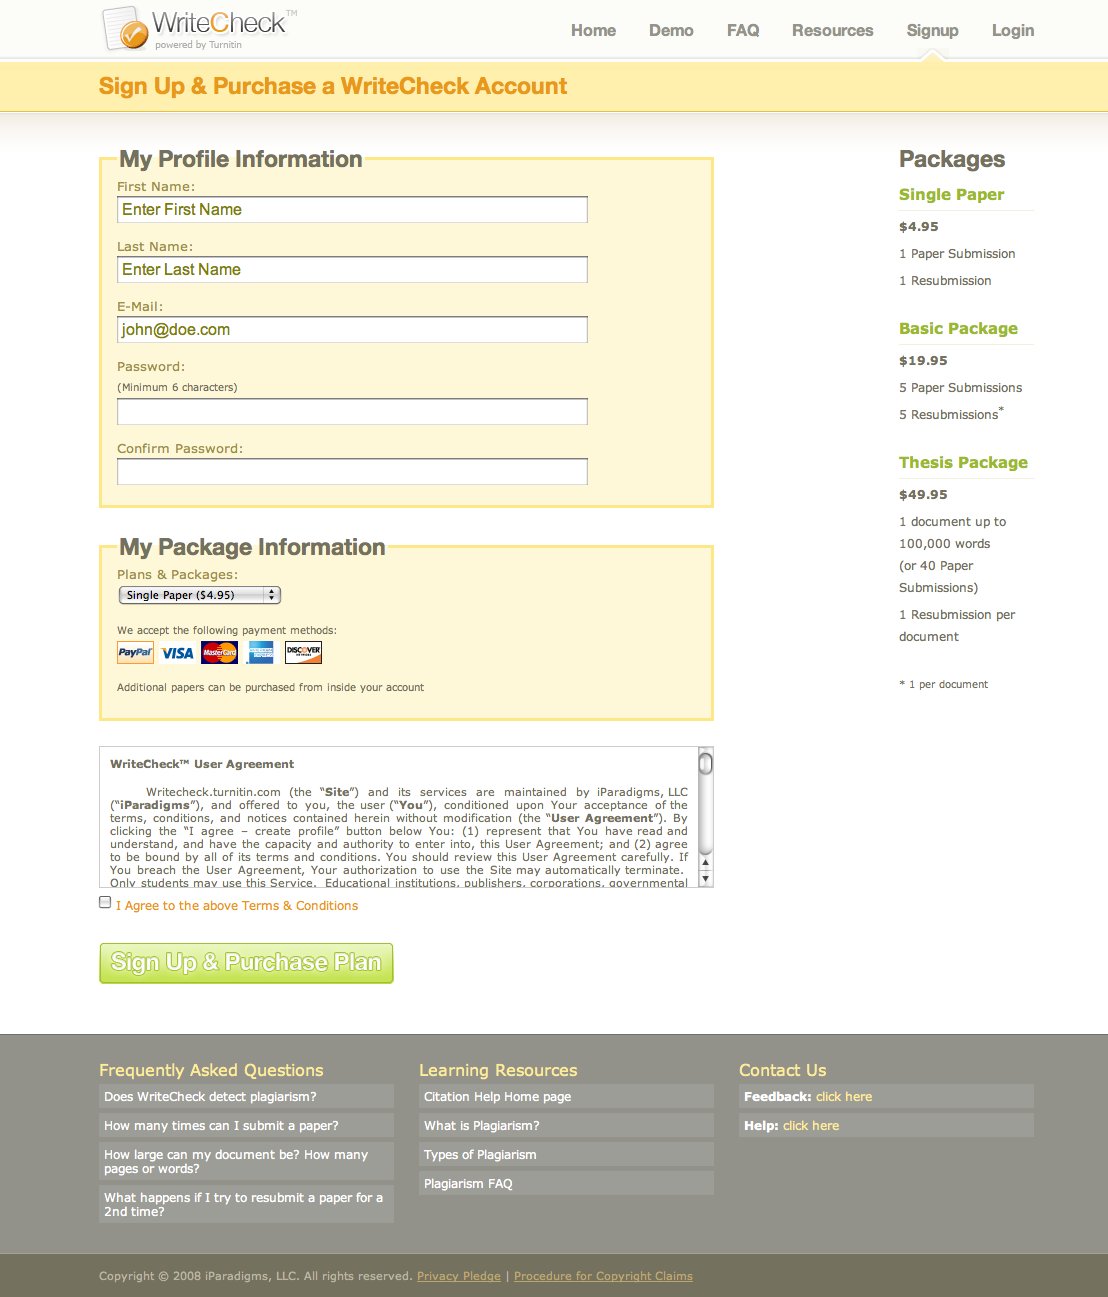 WriteCheck™
powered by Turnitin
Home Demo FAQ Resources Signup Login
Sign Up & Purchase a WriteCheck Account
My Profile Information
First Name:
Enter First Name
Last Name:
Enter Last Name
E-Mail:
john@doe.com
Password:
(Minimum 6 characters)
Confirm Password:
My Package Information
Plans & Packages:
Single Paper ($4.95)
We accept the following payment methods:
PayPal VISA MasterCard AMERICAN EXPRESS DISCOVER
Additional papers can be purchased from inside your account
WriteCheck™ User Agreement
Writecheck.turnitin.com (the “Site”) and its services are maintained by iParadigms, LLC
(“iParadigms”), and offered to you, the user (“You”), conditioned upon Your acceptance of the
terms, conditions, and notices contained herein without modification (the “User Agreement”). By
clicking the “I agree – create profile” button below You: (1) represent that You have read and
understand, and have the capacity and authority to enter into, this User Agreement; and (2) agree
to be bound by all of its terms and conditions. You should review this User Agreement carefully. If
You breach the User Agreement, Your authorization to use the Site may automatically terminate.
Only students may use this Service. Educational institutions, publishers, corporations, governmental
I Agree to the above Terms & Conditions
Sign Up & Purchase Plan
Packages
Single Paper
$4.95
1 Paper Submission
1 Resubmission
Basic Package
$19.95
5 Paper Submissions
5 Resubmissions*
Thesis Package
$49.95
1 document up to
100,000 words
(or 40 Paper
Submissions)
1 Resubmission per
document
* 1 per document
Frequently Asked Questions
Does WriteCheck detect plagiarism?
How many times can I submit a paper?
How large can my document be? How many
pages or words?
What happens if I try to resubmit a paper for a
2nd time?
Learning Resources
Citation Help Home page
What is Plagiarism?
Types of Plagiarism
Plagiarism FAQ
Contact Us
Feedback: click here
Help: click here
Copyright © 2008 iParadigms, LLC. All rights reserved. Privacy Pledge | Procedure for Copyright Claims